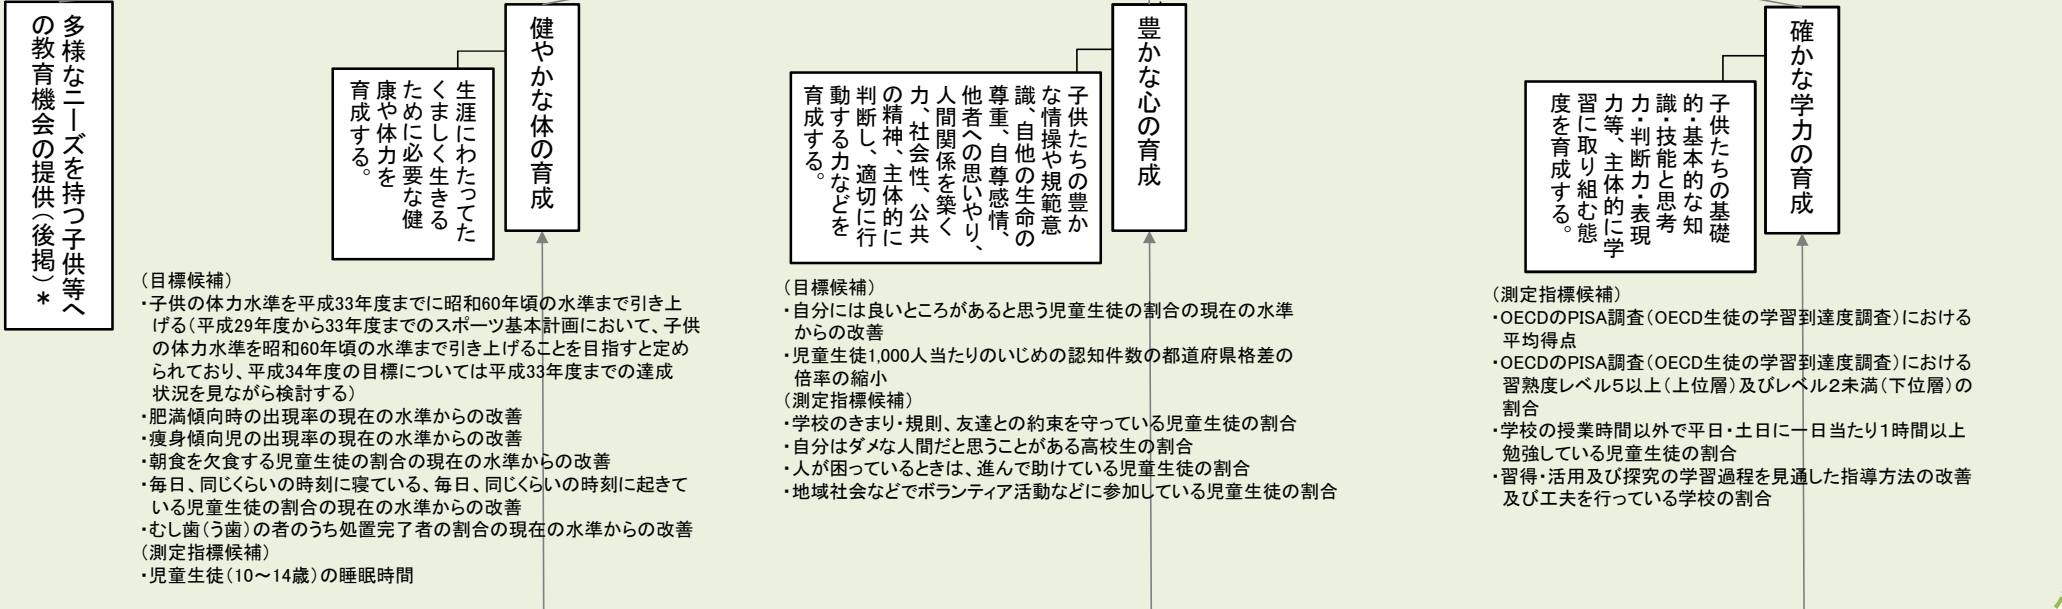 確かな学力の育成
子供たちの基礎
的・基本的な知
識・技能と思考
力・判断力・表現
力等、主体的に学
習に取り組む態
度を育成する。
（測定指標候補）
・OECDのPISA調査（OECD生徒の学習到達度調査）における
平均得点
・OECDのPISA調査（OECD生徒の学習到達度調査）における
習熟度レベル５以上（上位層）及びレベル２未満（下位層）の
割合
・学校の授業時間以外で平日・土日に一日当たり１時間以上
勉強している児童生徒の割合
・習得・活用及び探究の学習過程を見通した指導方法の改善
及び工夫を行っている学校の割合
豊かな心の育成
子供たちの豊か
な情操や規範意
識、自他の生命の
尊重、自尊感情、
他者への思いやり、
人間関係を築く
力、社会性、公共
の精神、主体的に
判断し、適切に行
動する力などを
育成する。
（目標候補）
・自分には良いところがあると思う児童生徒の割合の現在の水準
からの改善
・児童生徒1,000人当たりのいじめの認知件数の都道府県格差の
倍率の縮小
（測定指標候補）
・学校のきまり・規則、友達との約束を守っている児童生徒の割合
・自分はダメな人間だと思うことがある高校生の割合
・人が困っているときは、進んで助けている児童生徒の割合
・地域社会などでボランティア活動などに参加している児童生徒の割合
健やかな体の育成
生涯にわたってた
くましく生きる
ために必要な健
康や体力を
育成する。
（目標候補）
・子供の体力水準を平成33年度までに昭和60年頃の水準まで引き上
げる（平成29年度から33年度までのスポーツ基本計画において、子供
の体力水準を昭和60年頃の水準まで引き上げることを目指すと定め
られており、平成34年度の目標については平成33年度までの達成
状況を見ながら検討する）
・肥満傾向時の出現率の現在の水準からの改善
・痩身傾向児の出現率の現在の水準からの改善
・朝食を欠食する児童生徒の割合の現在の水準からの改善
・毎日、同じくらいの時刻に寝ている、毎日、同じくらいの時刻に起きて
いる児童生徒の割合の現在の水準からの改善
・むし歯（う歯）の者のうち処置完了者の割合の現在の水準からの改善
（測定指標候補）
・児童生徒（10～14歳）の睡眠時間
多様なニーズを持つ子供等へ
の教育機会の提供（後掲）＊